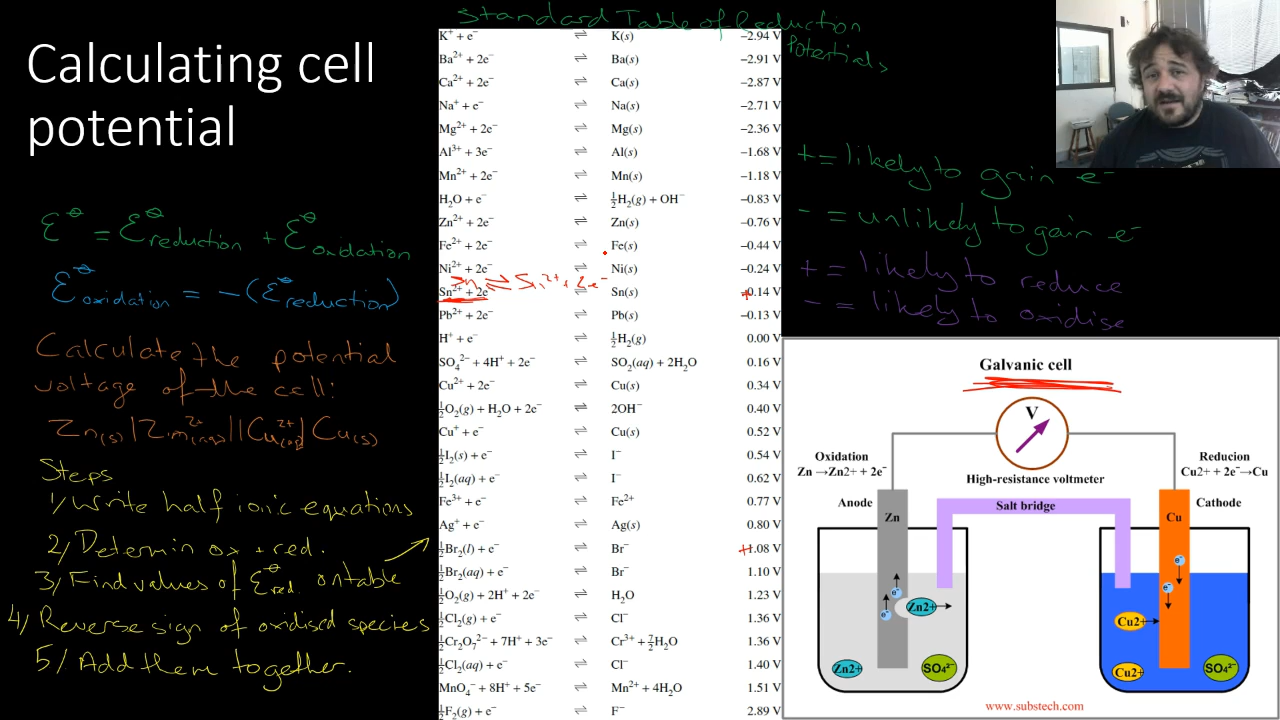 Calculating cell
potential
Ɛ⦵ = Ɛ⦵reduction + Ɛ⦵oxidation
Ɛ⦵oxidation = -(Ɛ⦵reduction)
Calculate the potential
voltage of the cell:
Zn(s) | Zn²⁺(aq) || Cu²⁺(aq) | Cu(s)
Steps
1/ Write half ionic equations
2/ Determin ox + red.
3/ Find values of Ɛ⦵red. on table
4/ Reverse sign of oxidised species
5/ Add them together.
Standard Table of Reduction
Potentials
K⁺ + e⁻ ⇌ K(s) −2.94 V
Ba²⁺ + 2e⁻ ⇌ Ba(s) −2.91 V
Ca²⁺ + 2e⁻ ⇌ Ca(s) −2.87 V
Na⁺ + e⁻ ⇌ Na(s) −2.71 V
Mg²⁺ + 2e⁻ ⇌ Mg(s) −2.36 V
Al³⁺ + 3e⁻ ⇌ Al(s) −1.68 V
Mn²⁺ + 2e⁻ ⇌ Mn(s) −1.18 V
H₂O + e⁻ ⇌ ½H₂(g) + OH⁻ −0.83 V
Zn²⁺ + 2e⁻ ⇌ Zn(s) −0.76 V
Fe²⁺ + 2e⁻ ⇌ Fe(s) −0.44 V
Ni²⁺ + 2e⁻ ⇌ Ni(s) −0.24 V
Sn ⇌ Sn²⁺ + 2e⁻
Sn²⁺ + 2e ⇌ Sn(s) +0.14 V
Pb²⁺ + 2e⁻ ⇌ Pb(s) −0.13 V
H⁺ + e⁻ ⇌ ½H₂(g) 0.00 V
SO₄²⁻ + 4H⁺ + 2e⁻ ⇌ SO₂(aq) + 2H₂O 0.16 V
Cu²⁺ + 2e⁻ ⇌ Cu(s) 0.34 V
½O₂(g) + H₂O + 2e⁻ ⇌ 2OH⁻ 0.40 V
Cu⁺ + e⁻ ⇌ Cu(s) 0.52 V
½I₂(s) + e⁻ ⇌ I⁻ 0.54 V
½I₂(aq) + e⁻ ⇌ I⁻ 0.62 V
Fe³⁺ + e⁻ ⇌ Fe²⁺ 0.77 V
Ag⁺ + e⁻ ⇌ Ag(s) 0.80 V
½Br₂(l) + e⁻ ⇌ Br⁻ V
½Br₂(aq) + e⁻ ⇌ Br⁻ 1.10 V
½O₂(g) + 2H⁺ + 2e⁻ ⇌ H₂O 1.23 V
½Cl₂(g) + e⁻ ⇌ Cl⁻ 1.36 V
½Cr₂O₇²⁻ + 7H⁺ + 3e⁻ ⇌ Cr³⁺ + 7/2H₂O 1.36 V
½Cl₂(aq) + e⁻ ⇌ Cl⁻ 1.40 V
MnO₄⁻ + 8H⁺ + 5e⁻ ⇌ Mn²⁺ + 4H₂O 1.51 V
½F₂(g) + e⁻ ⇌ F⁻ 2.89 V
+ = likely to gain e⁻
- = unlikely to gain e⁻
+ = likely to reduce
- = likely to oxidise
Galvanic cell
V
Oxidation
Zn →Zn2+ + 2e⁻
Reducion
Cu2+ + 2e⁻→Cu
High-resistance voltmeter
Anode
Salt bridge
Cathode
Zn
Cu
e⁻
e⁻
e⁻
e⁻
Zn2+
Cu2+
Zn2+
SO4²⁻
Cu2+
SO4²⁻
www.substech.com